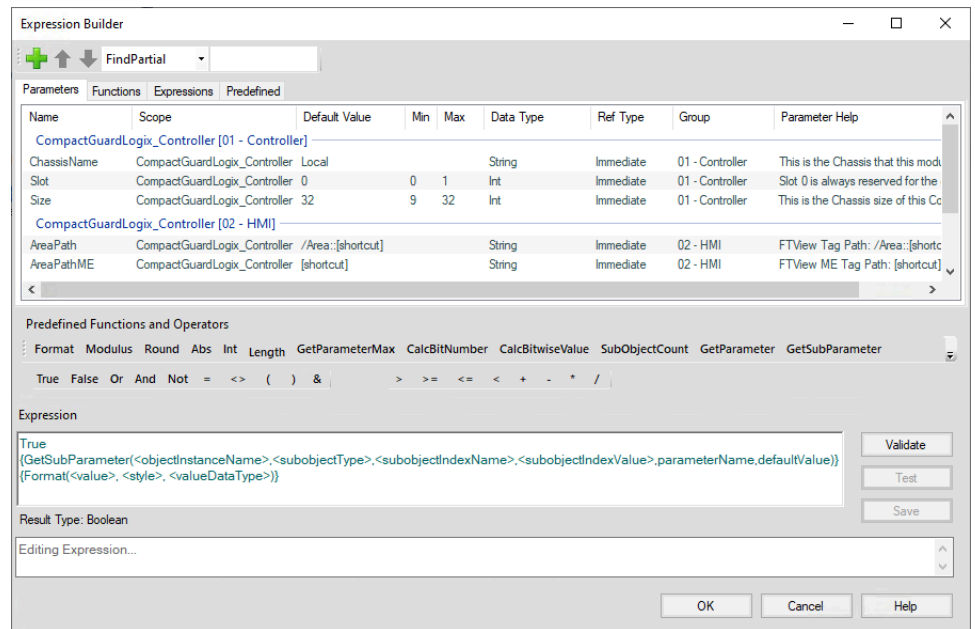 Expression Builder
FindPartial
Parameters Functions Expressions Predefined
Name Scope Default Value Min Max Data Type Ref Type Group Parameter Help
CompactGuardLogix_Controller [01 - Controller]
ChassisName CompactGuardLogix_Controller Local String Immediate 01 - Controller This is the Chassis that this modu
Slot CompactGuardLogix_Controller 0 0 1 Int Immediate 01 - Controller Slot 0 is always reserved for the
Size CompactGuardLogix_Controller 32 9 32 Int Immediate 01 - Controller This is the Chassis size of this Co
CompactGuardLogix_Controller [02 - HMI]
AreaPath CompactGuardLogix_Controller /Area::[shortcut] String Immediate 02 - HMI FTView Tag Path: /Area::[shortc
AreaPathME CompactGuardLogix_Controller [shortcut] String Immediate 02 - HMI FTView ME Tag Path: [shortcut]
Predefined Functions and Operators
Format Modulus Round Abs Int Length GetParameterMax CalcBitNumber CalcBitwiseValue SubObjectCount GetParameter GetSubParameter
True False Or And Not = <> ( ) & > >= <= < + - * /
Expression
True
{GetSubParameter(<objectInstanceName>,<subobjectType>,<subobjectIndexName>,<subobjectIndexValue>,parameterName,defaultValue)}
{Format(<value>, <style>, <valueDataType>)}
Validate
Test
Save
Result Type: Boolean
Editing Expression...
OK Cancel Help